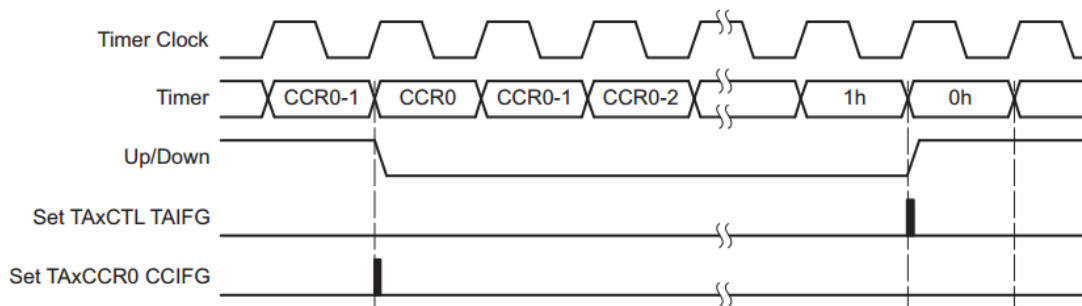 Timer Clock
Timer CCR0-1 CCR0 CCR0-1 CCR0-2 1h 0h
Up/Down
Set TAxCTL TAIFG
Set TAxCCR0 CCIFG